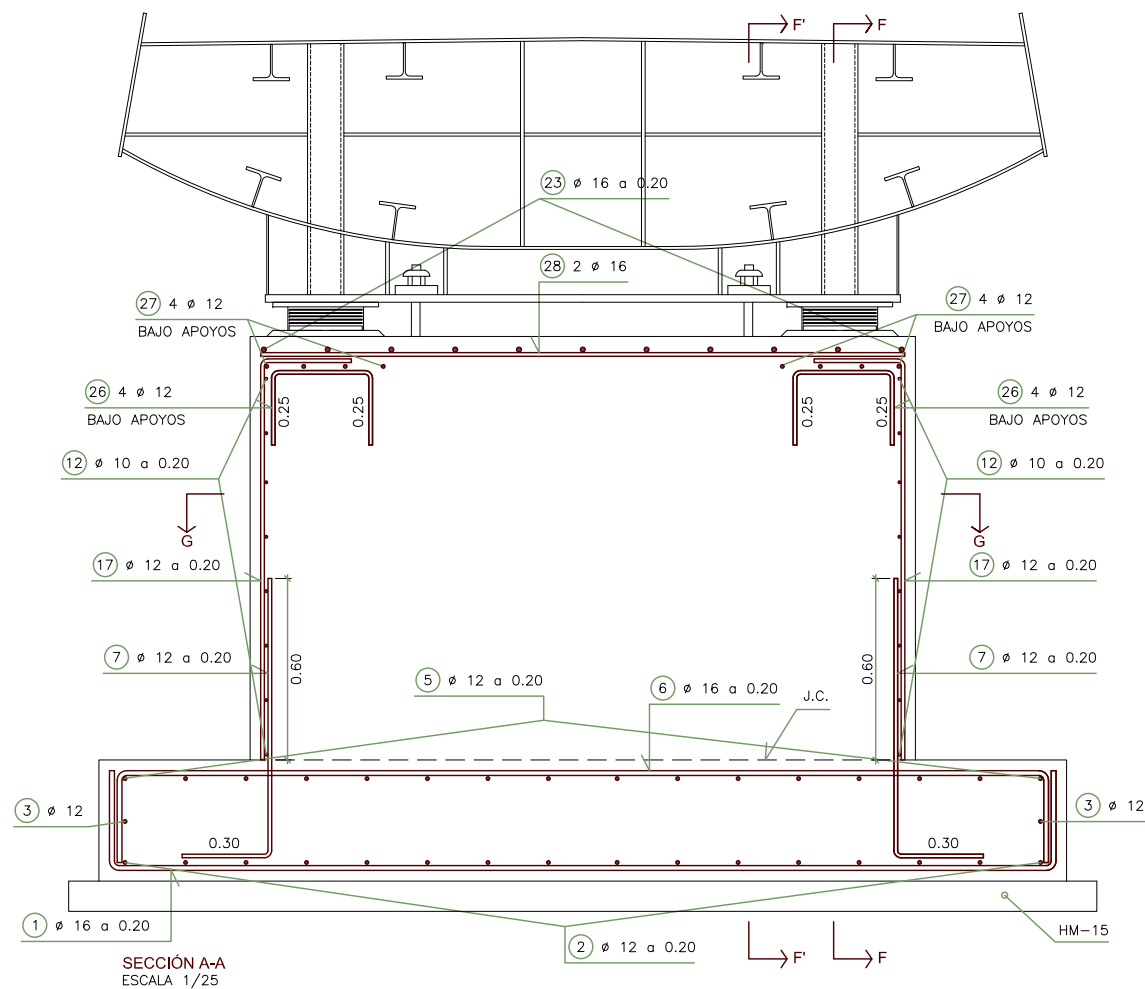 F'
F
23 ø 16 a 0.20
28 2 ø 16
27 4 ø 12
BAJO APOYOS
27 4 ø 12
BAJO APOYOS
26 4 ø 12
BAJO APOYOS
0.25
0.25
0.25
0.25
26 4 ø 12
BAJO APOYOS
12 ø 10 a 0.20
12 ø 10 a 0.20
G
G
17 ø 12 a 0.20
17 ø 12 a 0.20
7 ø 12 a 0.20
0.60
0.60
7 ø 12 a 0.20
5 ø 12 a 0.20
6 ø 16 a 0.20
J.C.
3 ø 12
3 ø 12
0.30
0.30
1 ø 16 a 0.20
2 ø 12 a 0.20
HM-15
F'
F
SECCIÓN A-A
ESCALA 1/25